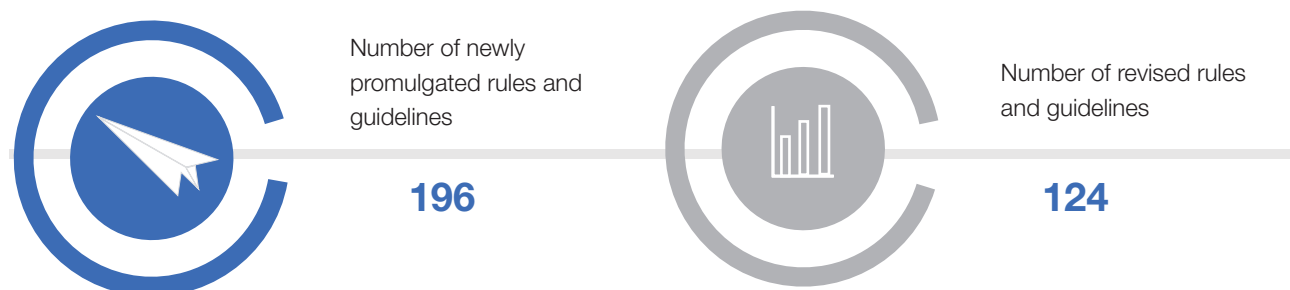 Number of newly
promulgated rules and
guidelines
196
Number of revised rules
and guidelines
124